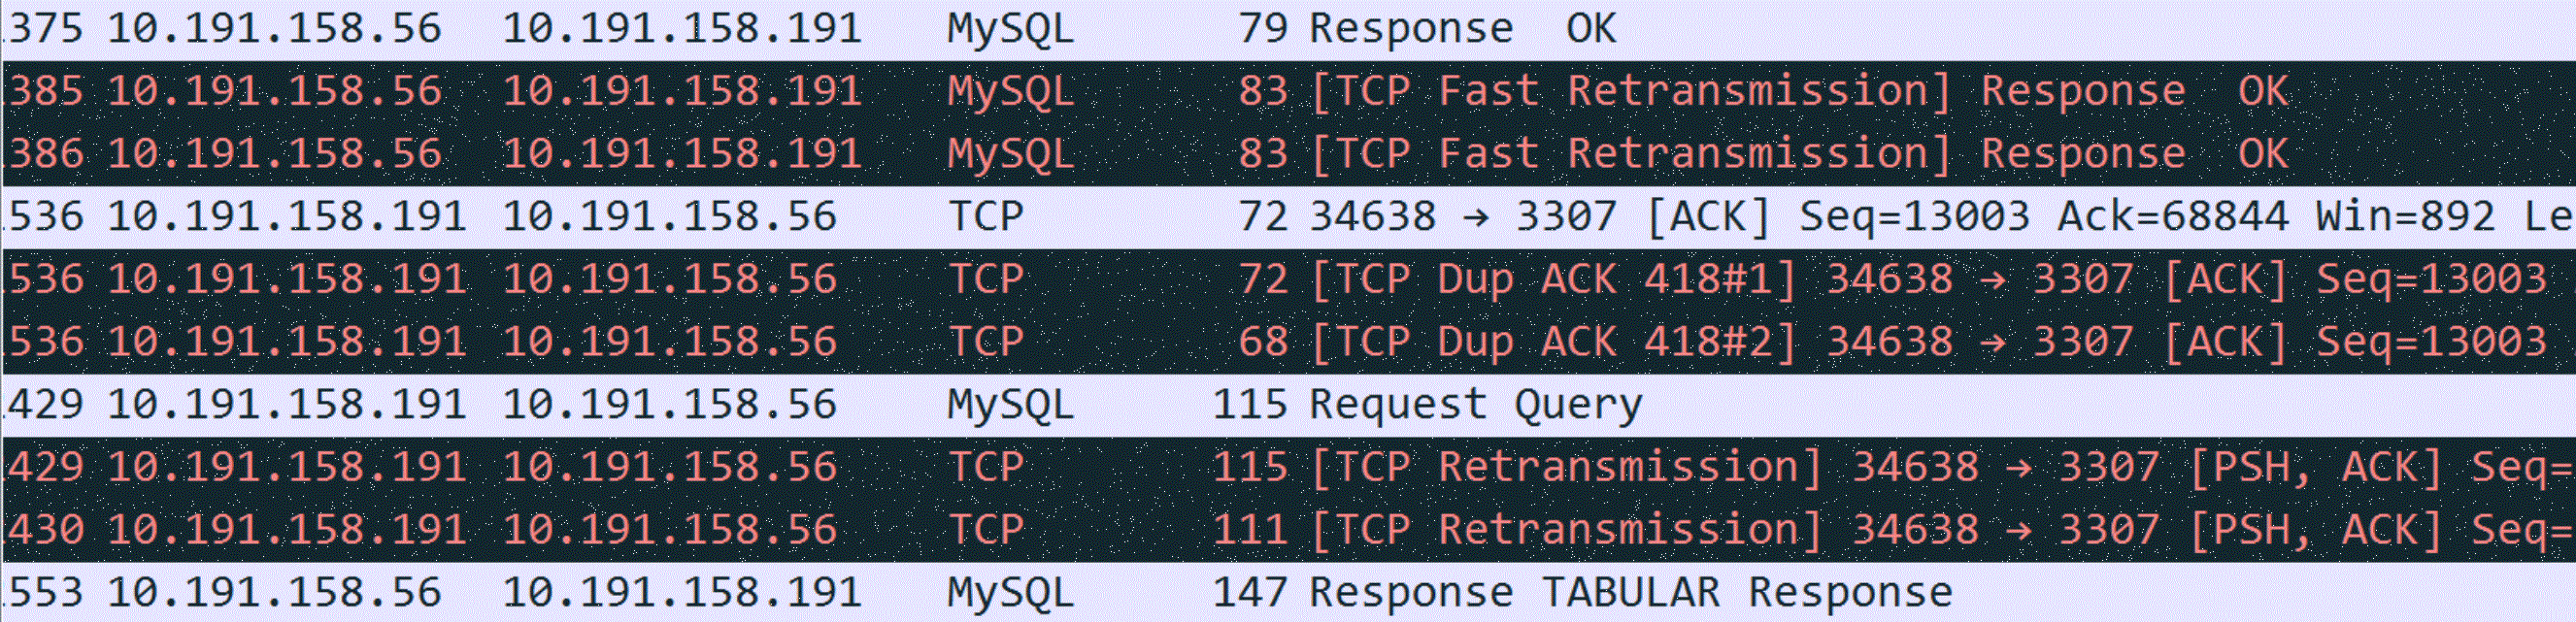 .375 10.191.158.56 10.191.158.191 MySQL 79 Response OK
.385 10.191.158.56 10.191.158.191 MySQL 83 [TCP Fast Retransmission] Response OK
.386 10.191.158.56 10.191.158.191 MySQL 83 [TCP Fast Retransmission] Response OK
.536 10.191.158.191 10.191.158.56 TCP 72 34638 → 3307 [ACK] Seq=13003 Ack=68844 Win=892 Le
.536 10.191.158.191 10.191.158.56 TCP 72 [TCP Dup ACK 418#1] 34638 → 3307 [ACK] Seq=13003
.536 10.191.158.191 10.191.158.56 TCP 68 [TCP Dup ACK 418#2] 34638 → 3307 [ACK] Seq=13003
.429 10.191.158.191 10.191.158.56 MySQL 115 Request Query
.429 10.191.158.191 10.191.158.56 TCP 115 [TCP Retransmission] 34638 → 3307 [PSH, ACK] Seq=
.430 10.191.158.191 10.191.158.56 TCP 111 [TCP Retransmission] 34638 → 3307 [PSH, ACK] Seq=
.553 10.191.158.56 10.191.158.191 MySQL 147 Response TABULAR Response